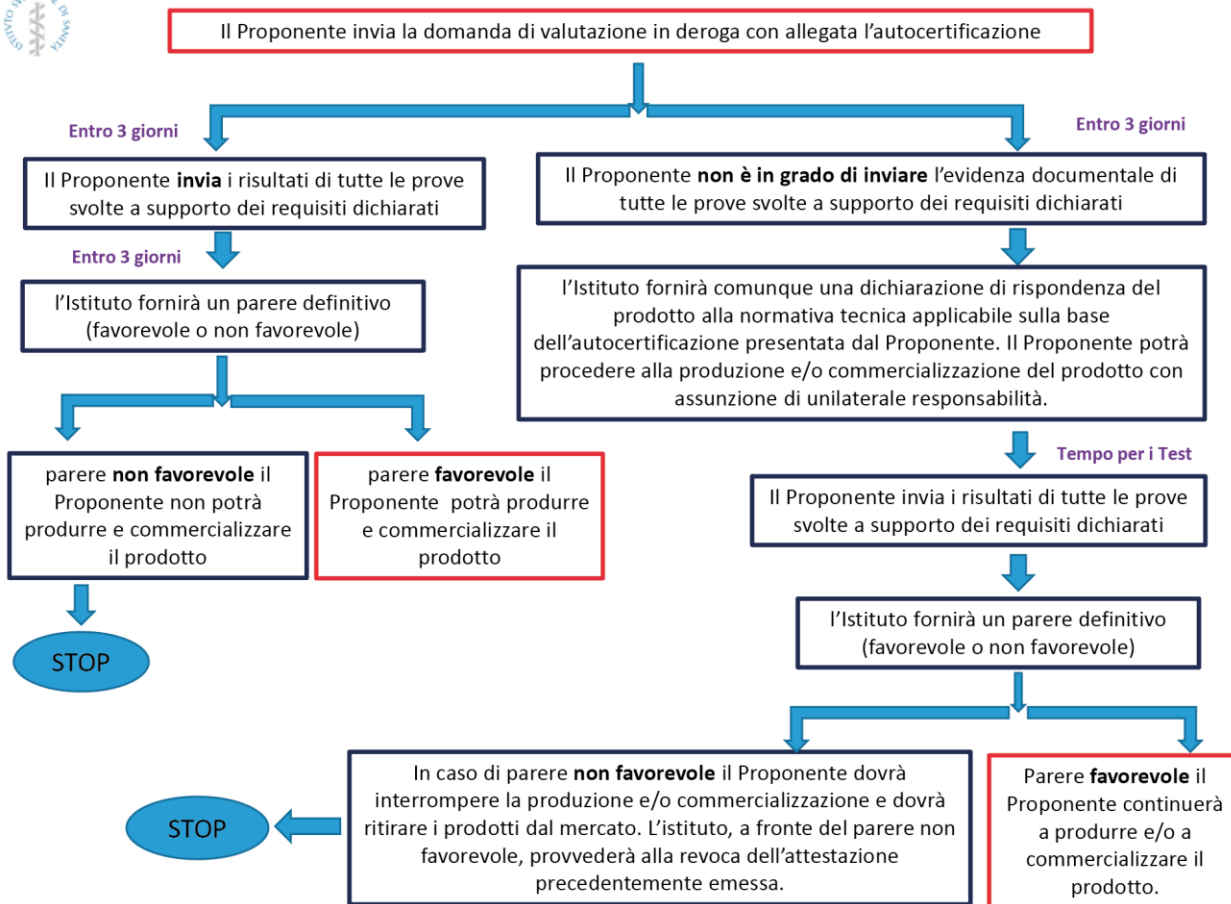 ISTITUTO S
DI SANITÀ
Il Proponente invia la domanda di valutazione in deroga con allegata l'autocertificazione
Entro 3 giorni
Il Proponente invia i risultati di tutte le prove
svolte a supporto dei requisiti dichiarati
Entro 3 giorni
l'Istituto fornirà un parere definitivo
(favorevole o non favorevole)
parere non favorevole il
Proponente non potrà
produrre e commercializzare
il prodotto
STOP
parere favorevole il
Proponente potrà produrre
e commercializzare il
prodotto
Entro 3 giorni
Il Proponente non è in grado di inviare l'evidenza documentale di
tutte le prove svolte a supporto dei requisiti dichiarati
l'Istituto fornirà comunque una dichiarazione di rispondenza del
prodotto alla normativa tecnica applicabile sulla base
dell'autocertificazione presentata dal Proponente. Il Proponente potrà
procedere alla produzione e/o commercializzazione del prodotto con
assunzione di unilaterale responsabilità.
Tempo per i Test
Il Proponente invia i risultati di tutte le prove
svolte a supporto dei requisiti dichiarati
l'Istituto fornirà un parere definitivo
(favorevole o non favorevole)
In caso di parere non favorevole il Proponente dovrà
interrompere la produzione e/o commercializzazione e dovrà
ritirare i prodotti dal mercato. L'istituto, a fronte del parere non
favorevole, provvederà alla revoca dell'attestazione
precedentemente emessa.
STOP
Parere favorevole il
Proponente continuerà
a produrre e/o a
commercializzare il
prodotto.